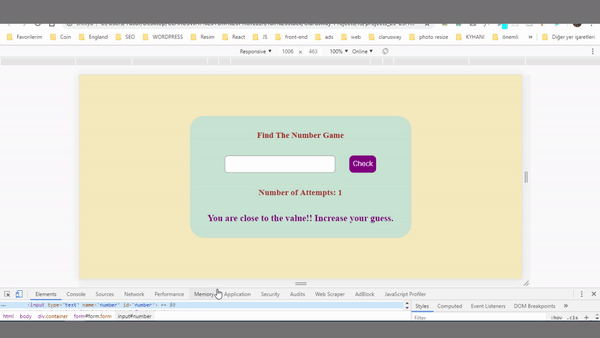 Favorilerim Coin England SEO WORDPRESS Resim React JS front-end ads web clarusway photo resize KYHANI önemli » Diğer yer işaretleri
Responsive 1006 × 463 100% Online
Find The Number Game
Check
Number of Attempts: 1
You are close to the value!! Increase your guess.
Elements Console Sources Network Performance Memory Application Security Audits Web Scraper AdBlock JavaScript Profiler
<input type="text" name="number" id="number"> == $0
Styles Computed Event Listeners DOM Breakpoints »
html body div.container form#form.form input#number
Filter :hov .cls +